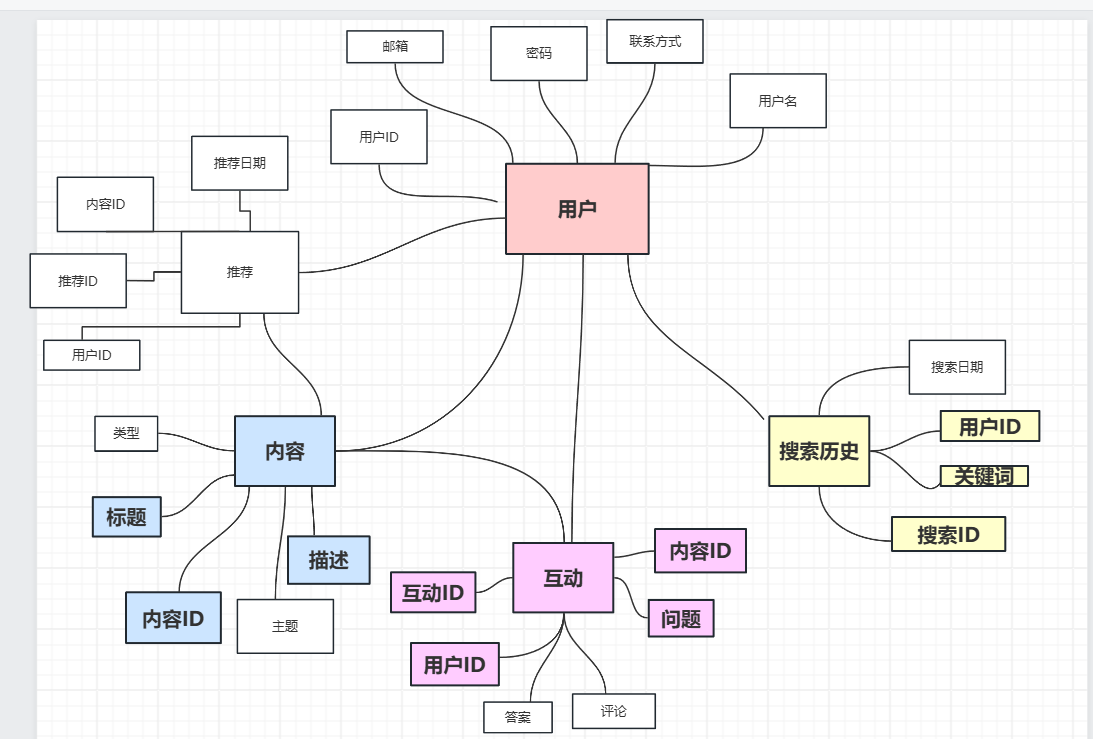 联系方式
邮箱
密码
用户名
用户ID
推荐日期
内容ID
用户
推荐
推荐ID
用户ID
搜索日期
类型
内容
搜索历史
用户ID
关键词
标题
搜索ID
描述
内容ID
互动
互动ID
内容ID
主题
问题
用户ID
答案
评论